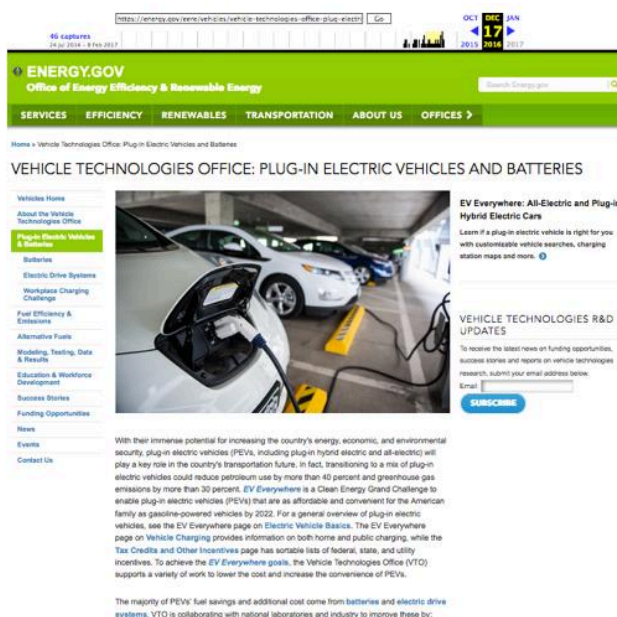 https://energy.gov/eere/vehicles/vehicle-technologies-office-plug-electri
Go
OCT DEC JAN
46 captures
17
24 Jul 2014 – 8 Feb 2017
2015 2016 2017
ENERGY.GOV
Office of Energy Efficiency & Renewable Energy
Search Energy.gov
SERVICES EFFICIENCY RENEWABLES TRANSPORTATION ABOUT US OFFICES
Home » Vehicle Technologies Office: Plug-in Electric Vehicles and Batteries
VEHICLE TECHNOLOGIES OFFICE: PLUG-IN ELECTRIC VEHICLES AND BATTERIES
Vehicles Home
About the Vehicle
Technologies Office
Plug-in Electric Vehicles
& Batteries
Batteries
Electric Drive Systems
Workplace Charging
Challenge
Fuel Efficiency &
Emissions
Alternative Fuels
Modeling, Testing, Data
& Results
Education & Workforce
Development
Success Stories
Funding Opportunities
News
Events
Contact Us
EV Everywhere: All-Electric and Plug-i
Hybrid Electric Cars
Learn if a plug-in electric vehicle is right for you
with customizable vehicle searches, charging
station maps and more.
VEHICLE TECHNOLOGIES R&D
UPDATES
To receive the latest news on funding opportunities,
success stories and reports on vehicle technologies
research, submit your email address below.
Email
SUBSCRIBE
With their immense potential for increasing the country's energy, economic, and environmental
security, plug-in electric vehicles (PEVs, including plug-in hybrid electric and all-electric) will
play a key role in the country's transportation future. In fact, transitioning to a mix of plug-in
electric vehicles could reduce petroleum use by more than 40 percent and greenhouse gas
emissions by more than 30 percent. EV Everywhere is a Clean Energy Grand Challenge to
enable plug-in electric vehicles (PEVs) that are as affordable and convenient for the American
family as gasoline-powered vehicles by 2022. For a general overview of plug-in electric
vehicles, see the EV Everywhere page on Electric Vehicle Basics. The EV Everywhere
page on Vehicle Charging provides information on both home and public charging, while the
Tax Credits and Other Incentives page has sortable lists of federal, state, and utility
incentives. To achieve the EV Everywhere goals, the Vehicle Technologies Office (VTO)
supports a variety of work to lower the cost and increase the convenience of PEVs.
The majority of PEVs' fuel savings and additional cost come from batteries and electric drive
systems. VTO is collaborating with national laboratories and industry to improve these by: